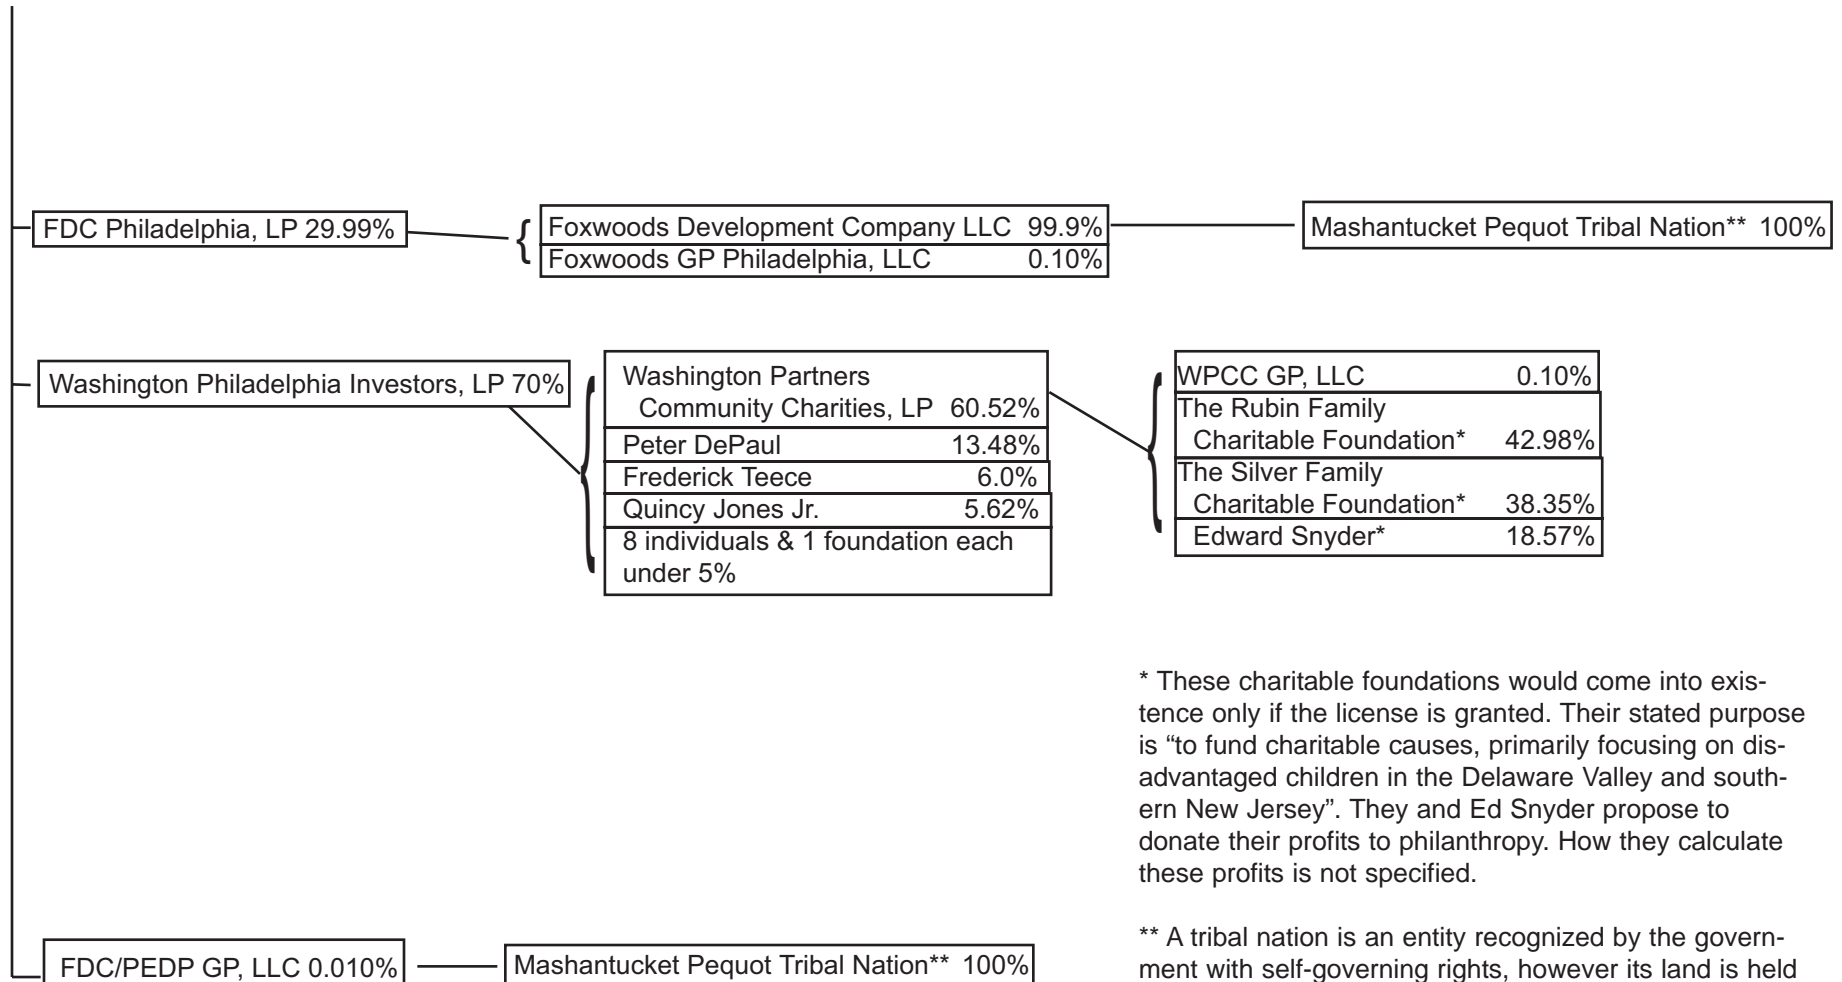 FDC Philadelphia, LP 29.99%
Foxwoods Development Company LLC 99.9%
Foxwoods GP Philadelphia, LLC 0.10%
Mashantucket Pequot Tribal Nation** 100%
Washington Philadelphia Investors, LP 70%
Washington Partners
Community Charities, LP 60.52%
Peter DePaul 13.48%
Frederick Teece 6.0%
Quincy Jones Jr. 5.62%
8 individuals & 1 foundation each
under 5%
WPCC GP, LLC 0.10%
The Rubin Family
Charitable Foundation* 42.98%
The Silver Family
Charitable Foundation* 38.35%
Edward Snyder* 18.57%
* These charitable foundations would come into exis-
tence only if the license is granted. Their stated purpose
is “to fund charitable causes, primarily focusing on dis-
advantaged children in the Delaware Valley and south-
ern New Jersey”. They and Ed Snyder propose to
donate their profits to philanthropy. How they calculate
these profits is not specified.
FDC/PEDP GP, LLC 0.010%
Mashantucket Pequot Tribal Nation** 100%
** A tribal nation is an entity recognized by the govern-
ment with self-governing rights, however its land is held